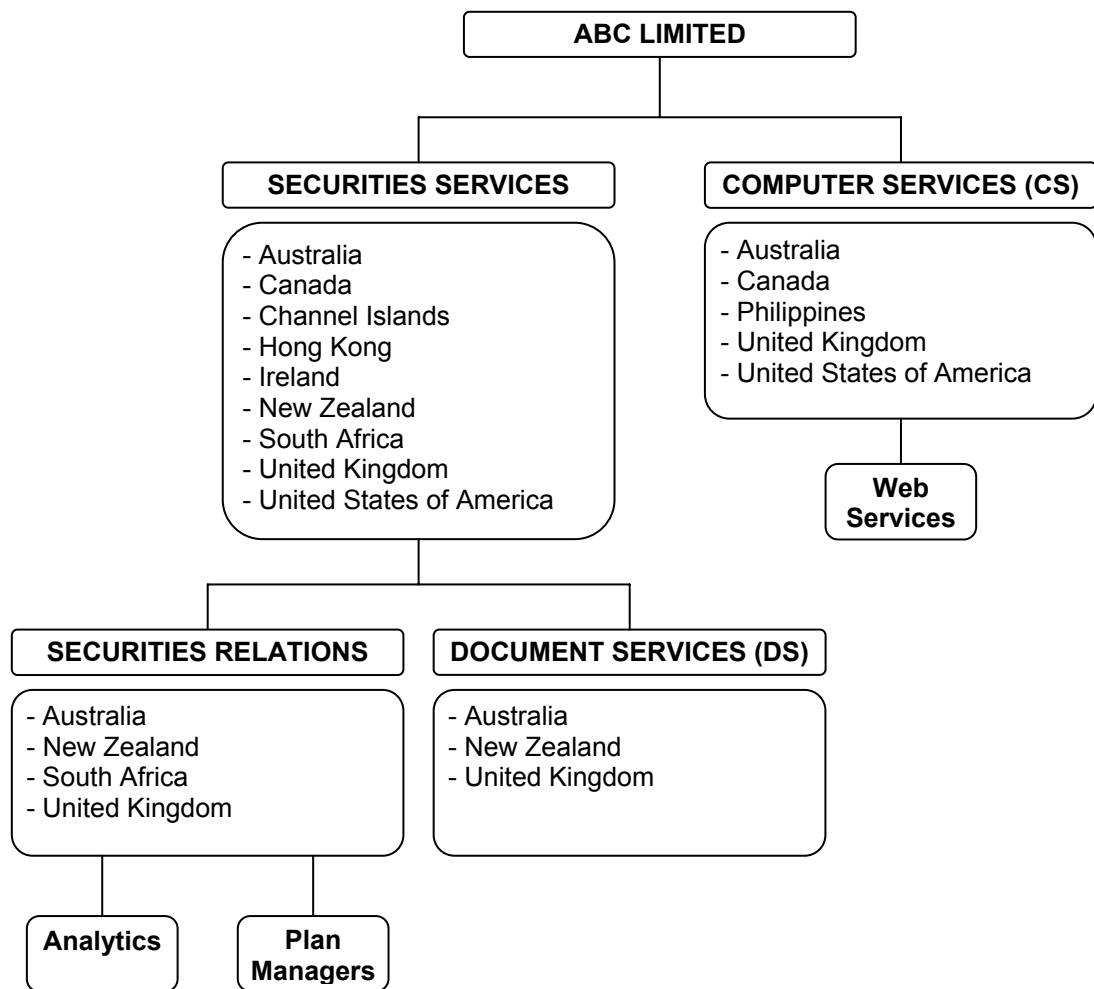 ABC LIMITED
SECURITIES SERVICES
- Australia
- Canada
- Channel Islands
- Hong Kong
- Ireland
- New Zealand
- South Africa
- United Kingdom
- United States of America
COMPUTER SERVICES (CS)
- Australia
- Canada
- Philippines
- United Kingdom
- United States of America
Web
Services
SECURITIES RELATIONS
- Australia
- New Zealand
- South Africa
- United Kingdom
DOCUMENT SERVICES (DS)
- Australia
- New Zealand
- United Kingdom
Analytics
Plan
Managers